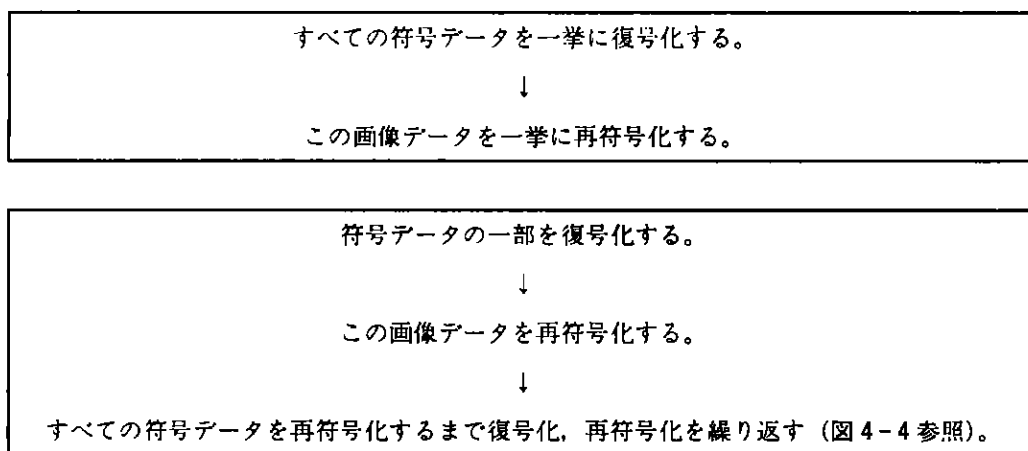 すべての符号データを一挙に復号化する。
↓
この画像データを一挙に再符号化する。
符号データの一部を復号化する。
↓
この画像データを再符号化する。
↓
すべての符号データを再符号化するまで復号化，再符号化を繰り返す（図4-4参照）。